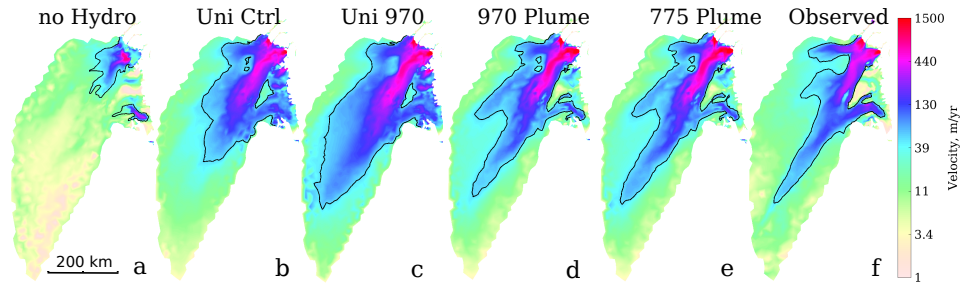 no Hydro
Uni Ctrl
Uni 970
970 Plume
775 Plume
Observed
1500
440
130
39
11
3.4
1
Velocity, m/yr
200 km
a
b
c
d
e
f